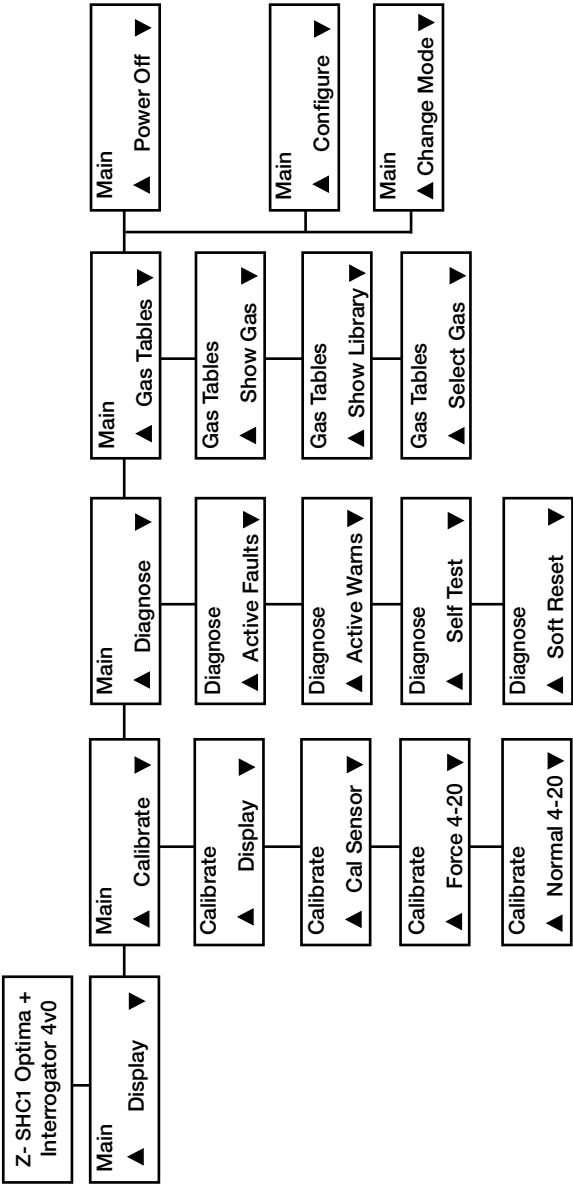 Z- SHC1 Optima +
Interrogator 4v0
Main
▲ Display ▼
Main
▲ Calibrate ▼
Calibrate
▲ Display ▼
Calibrate
▲ Cal Sensor ▼
Calibrate
▲ Force 4-20 ▼
Calibrate
▲ Normal 4-20 ▼
Main
▲ Diagnose ▼
Diagnose
▲ Active Faults ▼
Diagnose
▲ Active Warns ▼
Diagnose
▲ Self Test ▼
Diagnose
▲ Soft Reset ▼
Main
▲ Gas Tables ▼
Gas Tables
▲ Show Gas ▼
Gas Tables
▲ Show Library ▼
Gas Tables
▲ Select Gas ▼
Main
▲ Power Off ▼
Main
▲ Configure ▼
Main
▲ Change Mode ▼